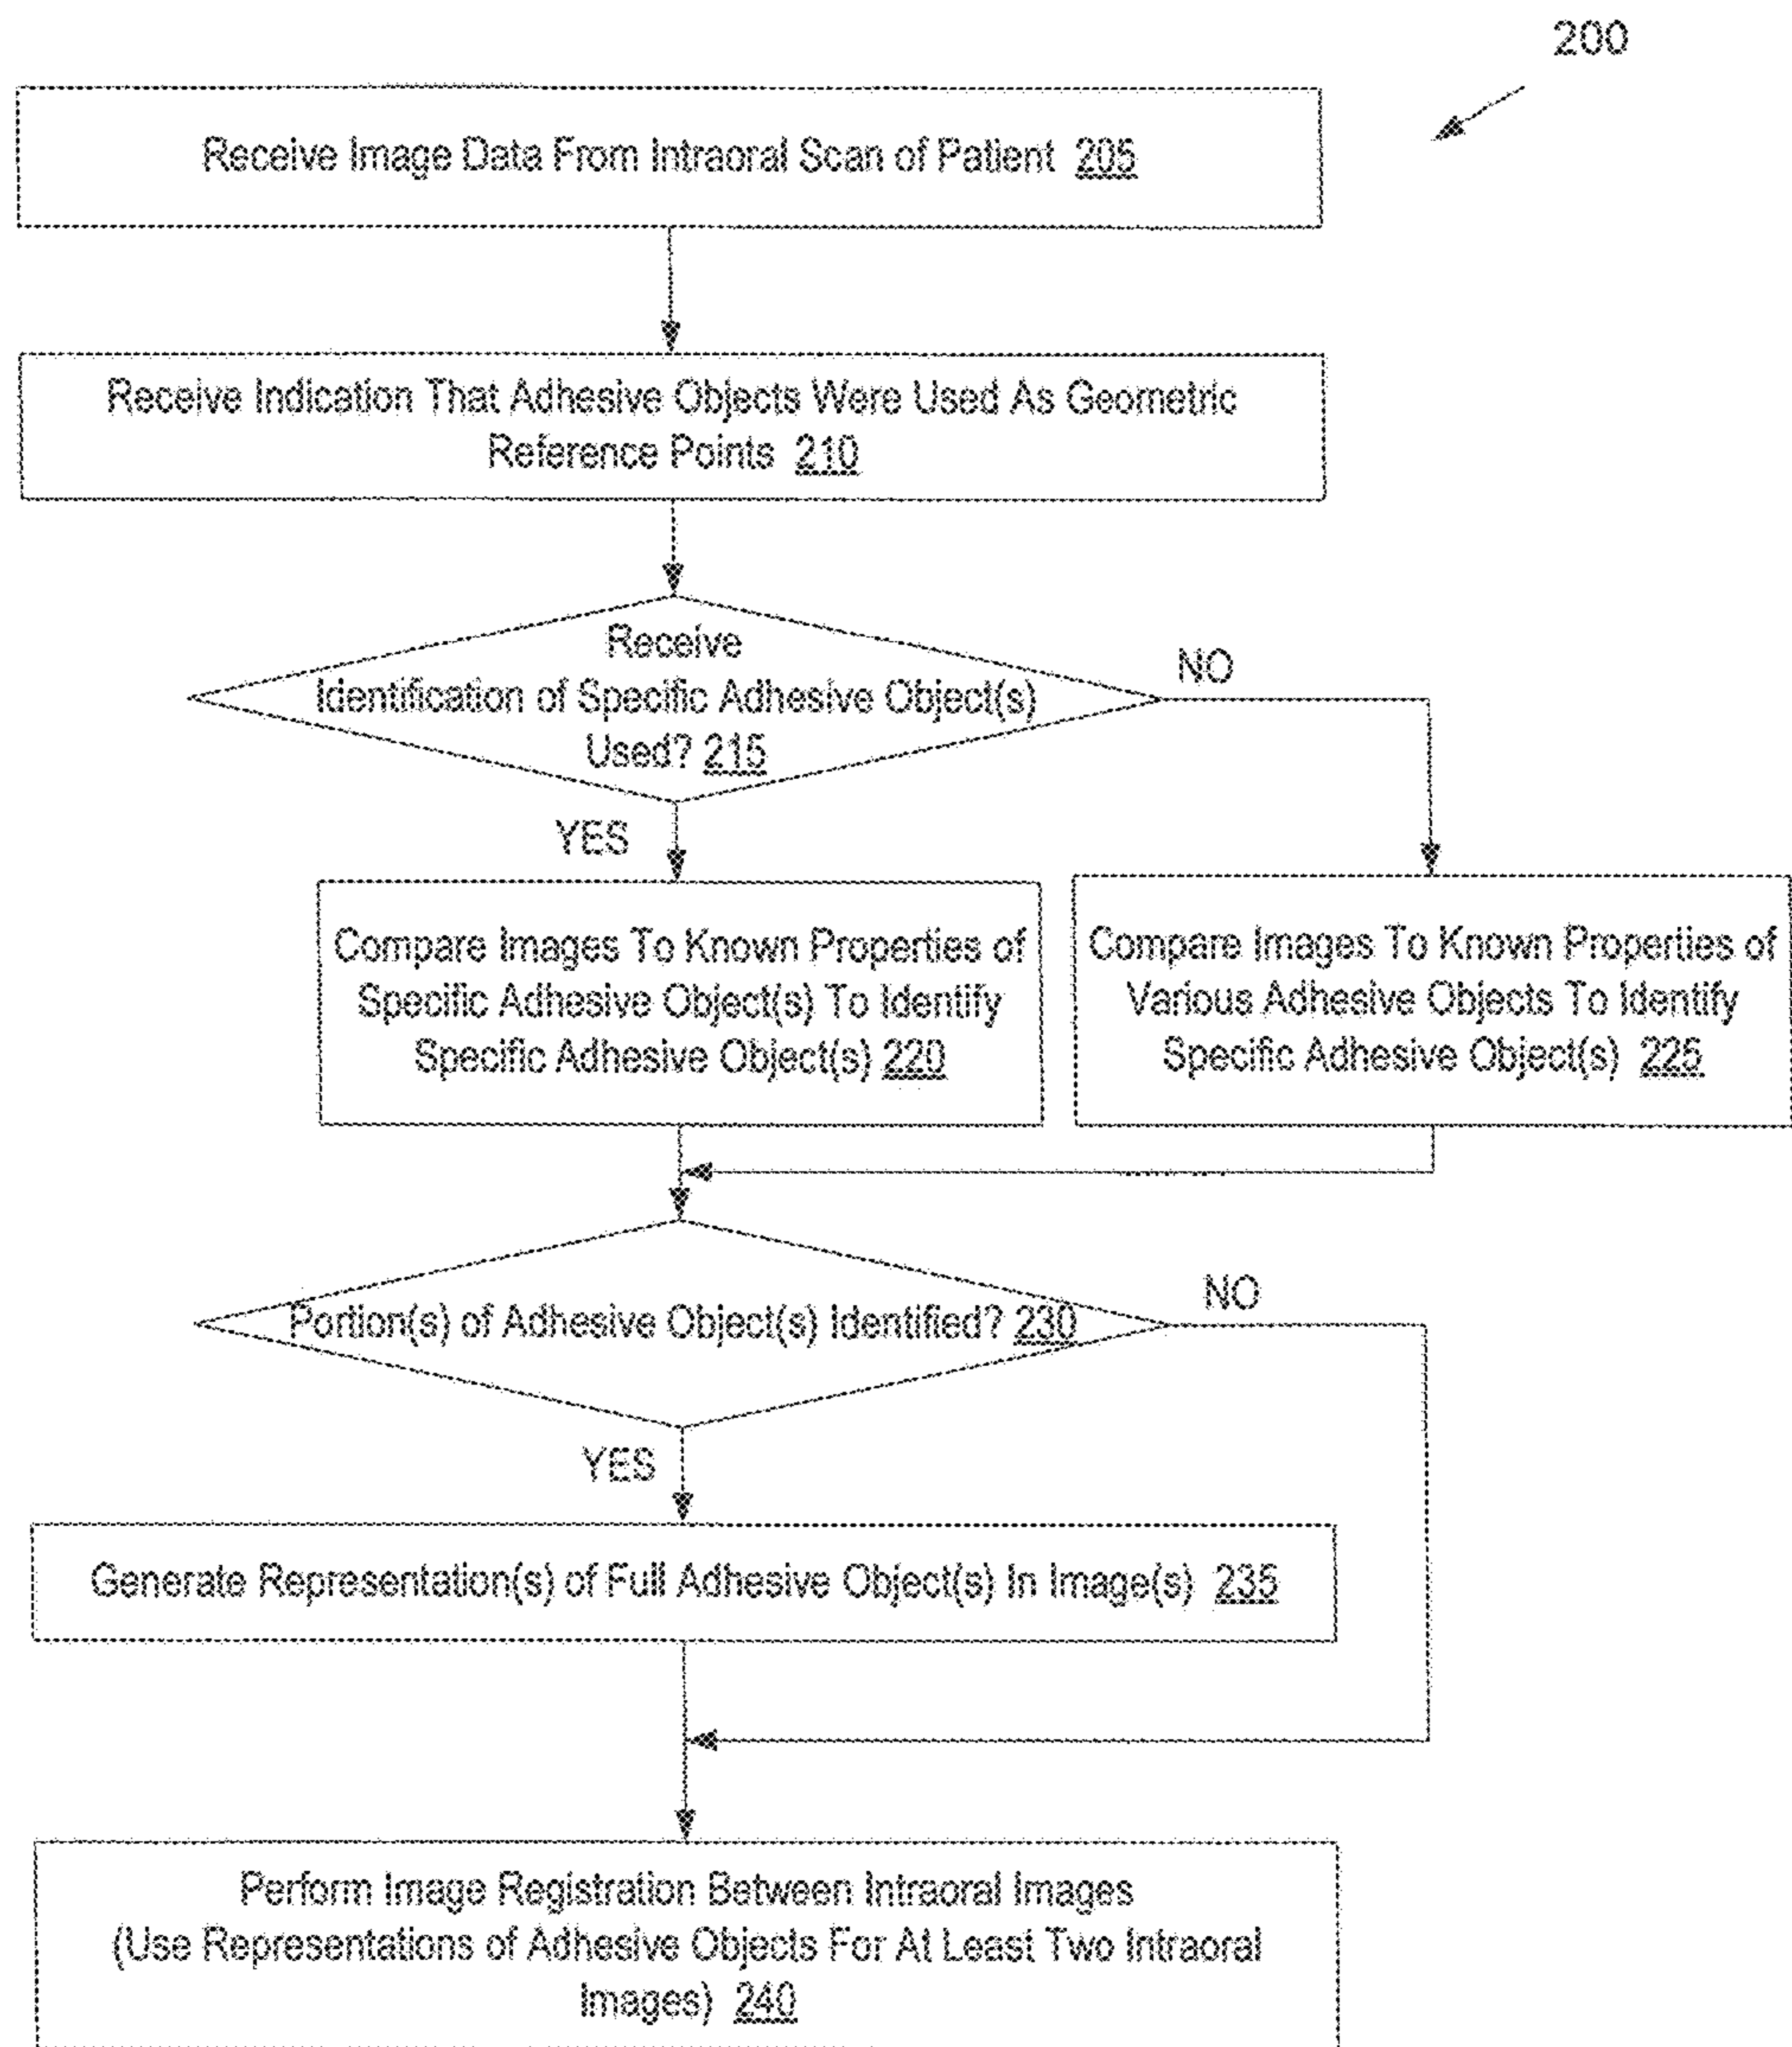 200
Receive Image Data From Intraoral Scan of Patient 205
Receive Indication That Adhesive Objects Were Used As Geometric
Reference Points 210
Receive
Identification of Specific Adhesive Object(s)
Used? 215
NO
YES
Compare Images To Known Properties of
Specific Adhesive Object(s) To Identify
Specific Adhesive Object(s) 220
Compare Images To Known Properties of
Various Adhesive Objects To Identify
Specific Adhesive Object(s) 225
Portion(s) of Adhesive Object(s) Identified? 230
NO
YES
Generate Representation(s) of Full Adhesive Object(s) In Image(s) 235
Perform Image Registration Between Intraoral Images
(Use Representations of Adhesive Objects For At Least Two Intraoral
Images) 240